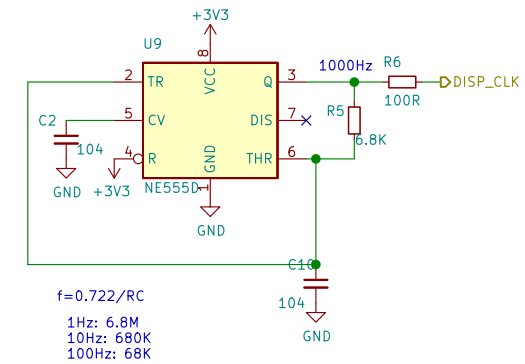 +3V3
U9
8
VCC
1000Hz
R6
2
TR
Q
3
DISP_CLK
100R
C2
5
CV
DIS
7
R5
6.8K
104
4
R
GND
THR
6
GND
+3V3
NE555D
1
GND
C10
104
GND
f=0.722/RC
1Hz: 6.8M
10Hz: 680K
100Hz: 68K